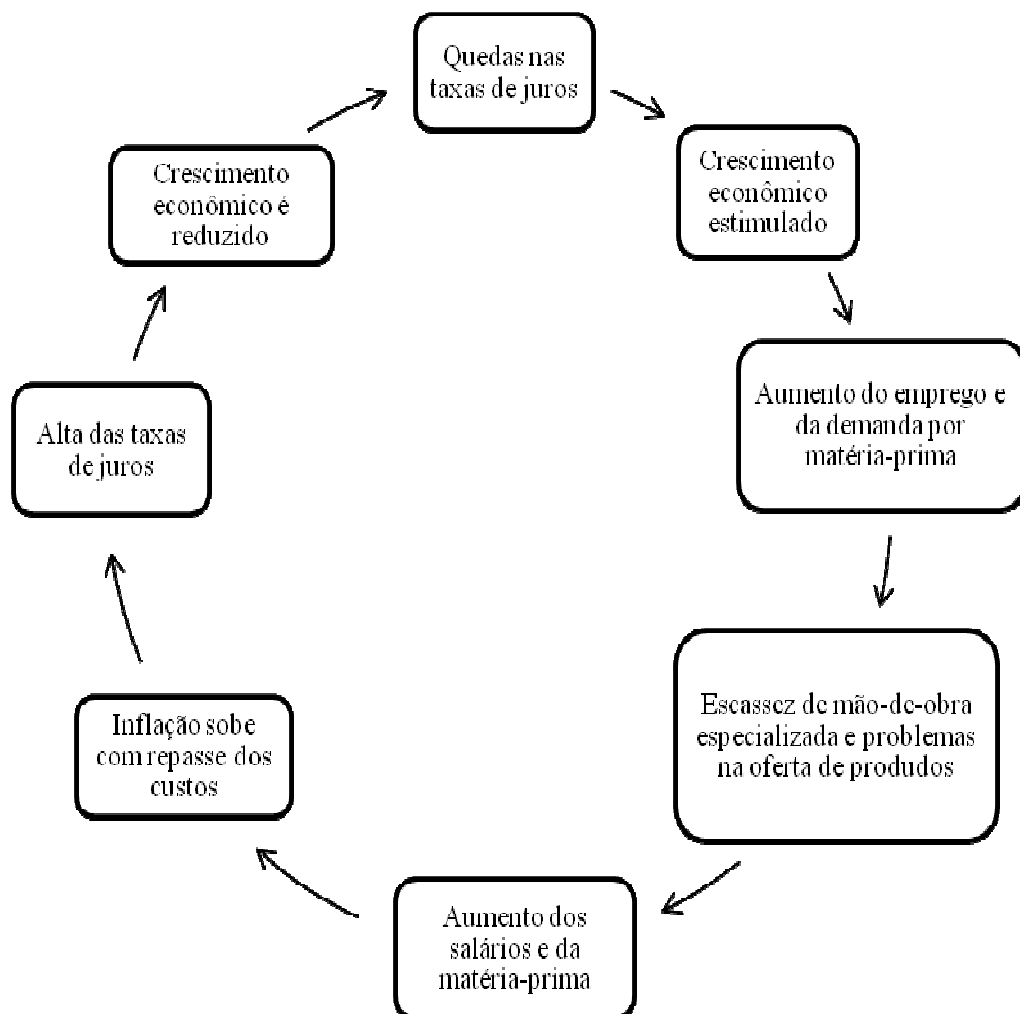 Quedas nas
taxas de juros
Crescimento
econômico
estimulado
Aumento do emprego e
da demanda por
matéria-prima
Escassez de mão-de-obra
especializada e problemas
na oferta de produdos
Aumento dos
salários e da
matéria-prima
Inflação sobe
com repasse dos
custos
Alta das taxas
de juros
Crescimento
econômico é
reduzido